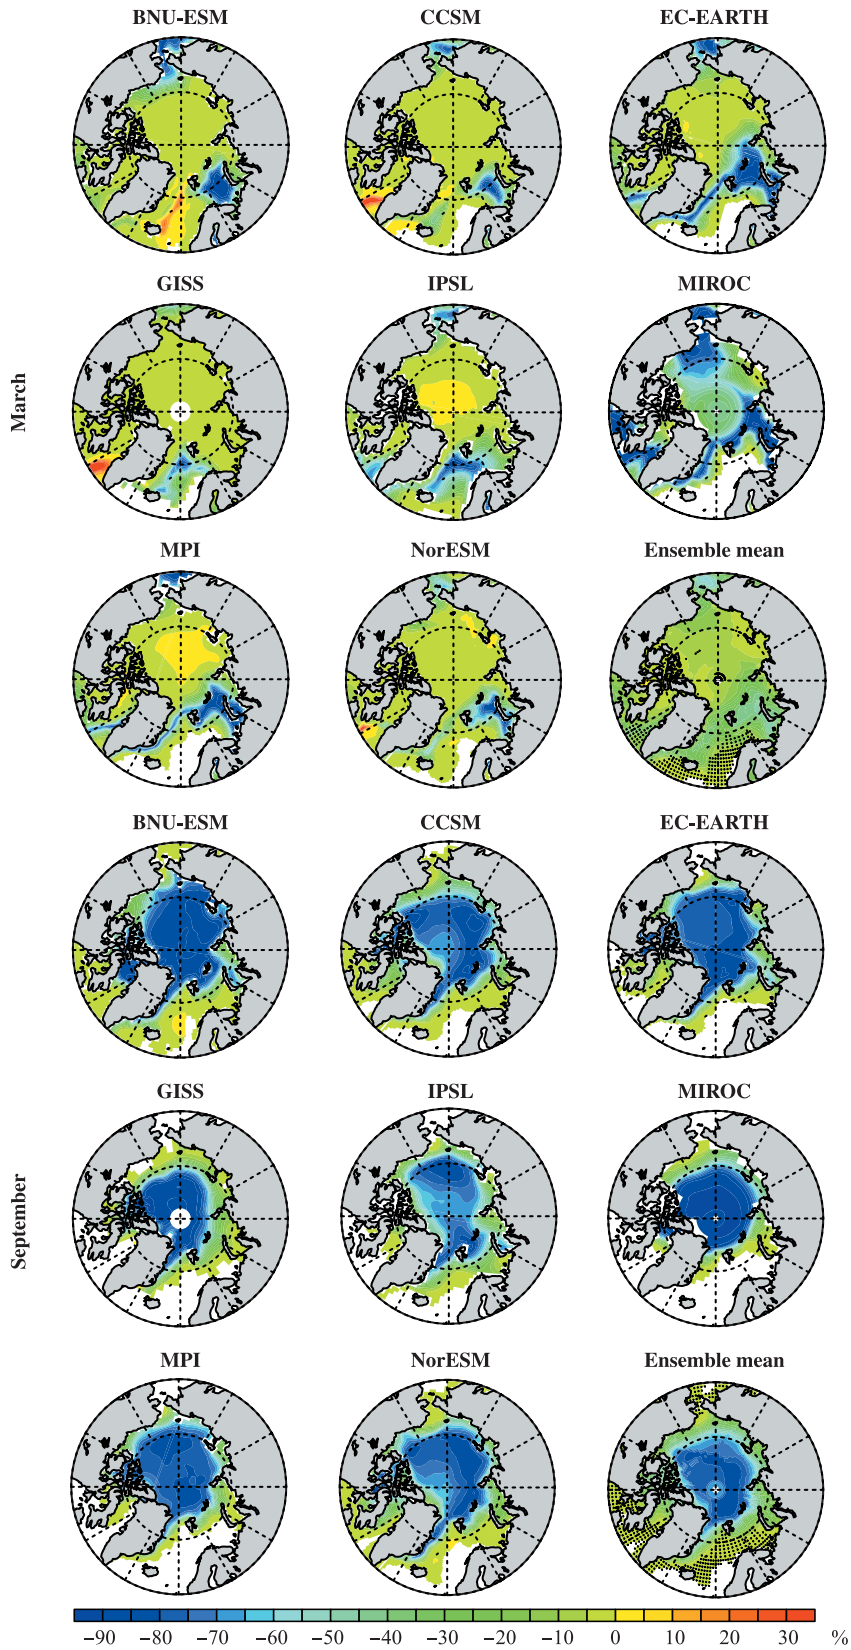 BNU-ESM CCSM EC-EARTH
GISS IPSL MIROC
March
MPI NorESM Ensemble mean
BNU-ESM CCSM EC-EARTH
GISS IPSL MIROC
September
MPI NorESM Ensemble mean
−90 −80 −70 −60 −50 −40 −30 −20 −10 0 10 20 30 %